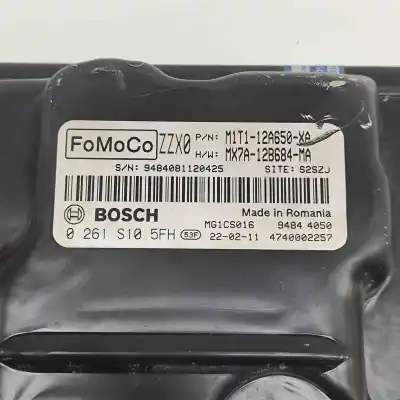 FoMoCo ZZX0 P/N: M1T1-12A650-XA
H/W: MX7A-12B684-MA
S/N: 9484081120425 SITE: S2SZJ
BOSCH Made in Romania
MG1CS016 9484 4050
0 261 S10 5FH 53F 22-02-11 4740002257